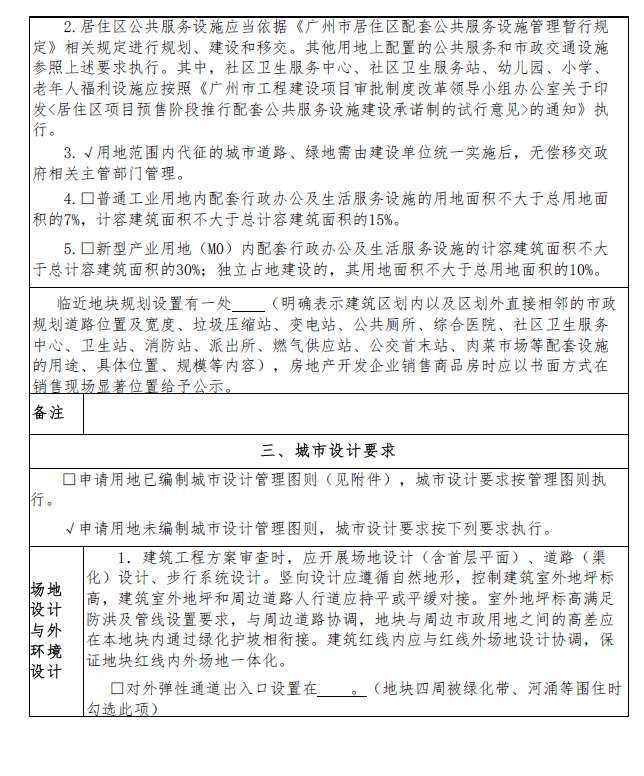 2.居住区公共服务设施应当依据《广州市居住区配套公共服务设施管理暂行规
定》相关规定进行规划、建设和移交。其他用地上配置的公共服务和市政交通设施
参照上述要求执行。其中，社区卫生服务中心、社区卫生服务站、幼儿园、小学、
老年人福利设施应按照《广州市工程建设项目审批制度改革领导小组办公室关于印
发<居住区项目预售阶段推行配套公共服务设施建设承诺制的试行意见>的通知》执
行。
3.√用地范围内代征的城市道路、绿地需由建设单位统一实施后，无偿移交政
府相关主管部门管理。
4.□普通工业用地内配套行政办公及生活服务设施的用地面积不大于总用地面
积的7%，计容建筑面积不大于总计容建筑面积的15%。
5.□新型产业用地（M0）内配套行政办公及生活服务设施的计容建筑面积不大
于总计容建筑面积的30%；独立占地建设的，其用地面积不大于总用地面积的10%。
临近地块规划设置有一处____（明确表示建筑区划内以及区划外直接相邻的市政
规划道路位置及宽度、垃圾压缩站、变电站、公共厕所、综合医院、社区卫生服务
中心、卫生站、消防站、派出所、燃气供应站、公交首末站、肉菜市场等配套设施
的用途、具体位置、规模等内容），房地产开发企业销售商品房时应以书面方式在
销售现场显著位置给予公示。
备注
三、城市设计要求
□申请用地已编制城市设计管理图则（见附件），城市设计要求按管理图则执
行。
√申请用地未编制城市设计管理图则，城市设计要求按下列要求执行。
场地
设计
与外
环境
设计
1. 建筑工程方案审查时，应开展场地设计（含首层平面）、道路（渠
化）设计、步行系统设计。竖向设计应遵循自然地形，控制建筑室外地坪标
高，建筑室外地坪和周边道路人行道应持平或平缓对接。室外地坪标高满足
防洪及管线设置要求，与周边道路协调，地块与周边市政用地之间的高差应
在本地块内通过绿化护坡相衔接。建筑红线内应与红线外场地设计协调，保
证地块红线内外场地一体化。
□对外弹性通道出入口设置在____。（地块四周被绿化带、河涌等围住时
勾选此项）